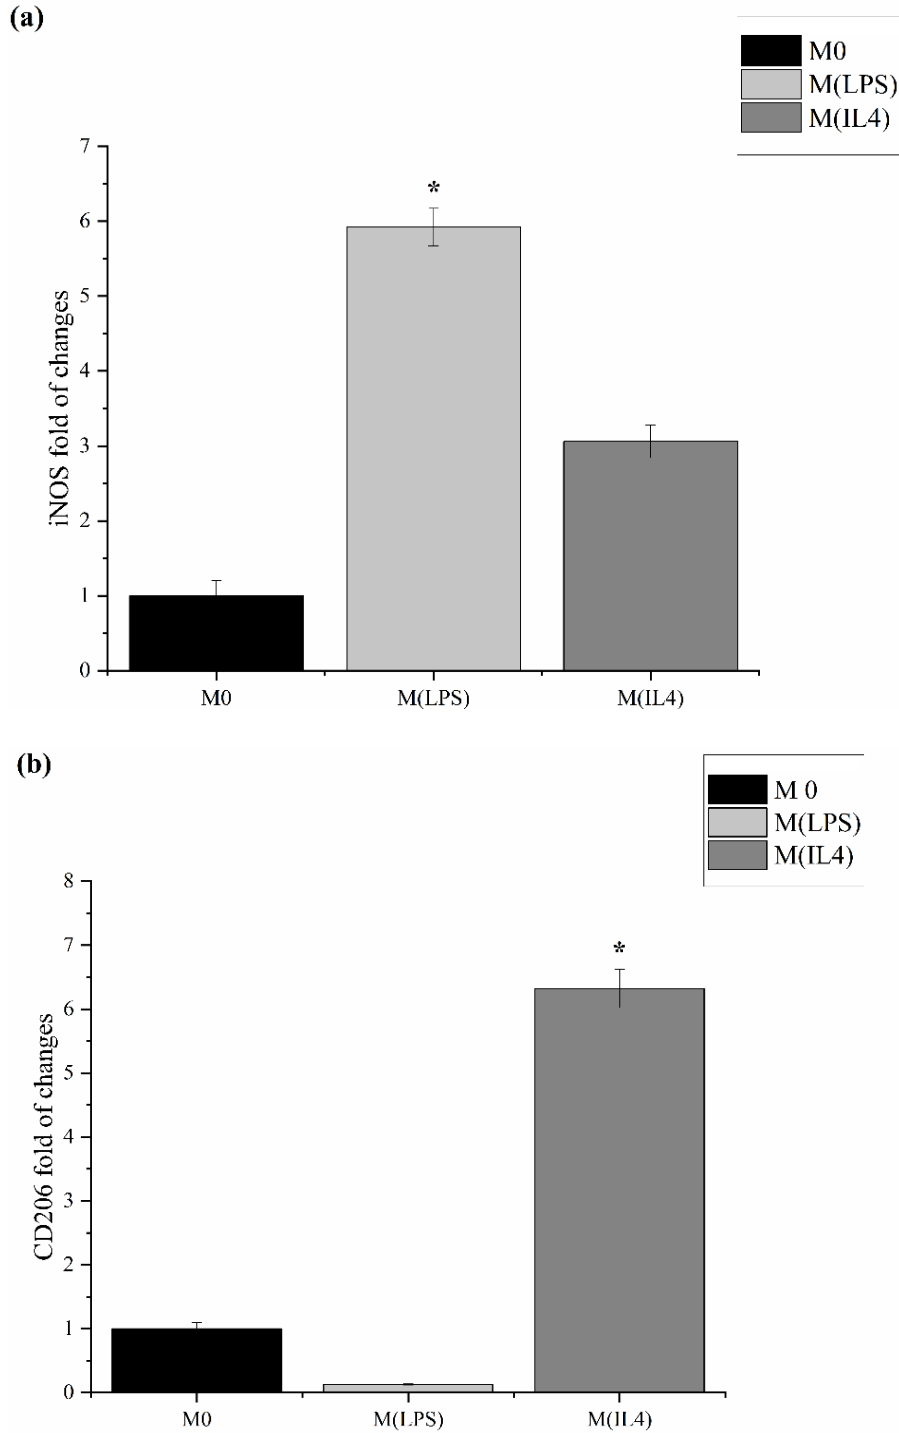 (a)
M0
M(LPS)
M(IL4)
7
6
5
4
3
2
1
0
iNOS fold of changes
*
M0
M(LPS)
M(IL4)
(b)
M 0
M(LPS)
M(IL4)
8
7
6
5
4
3
2
1
0
CD206 fold of changes
*
M0
M(LPS)
M(IL4)